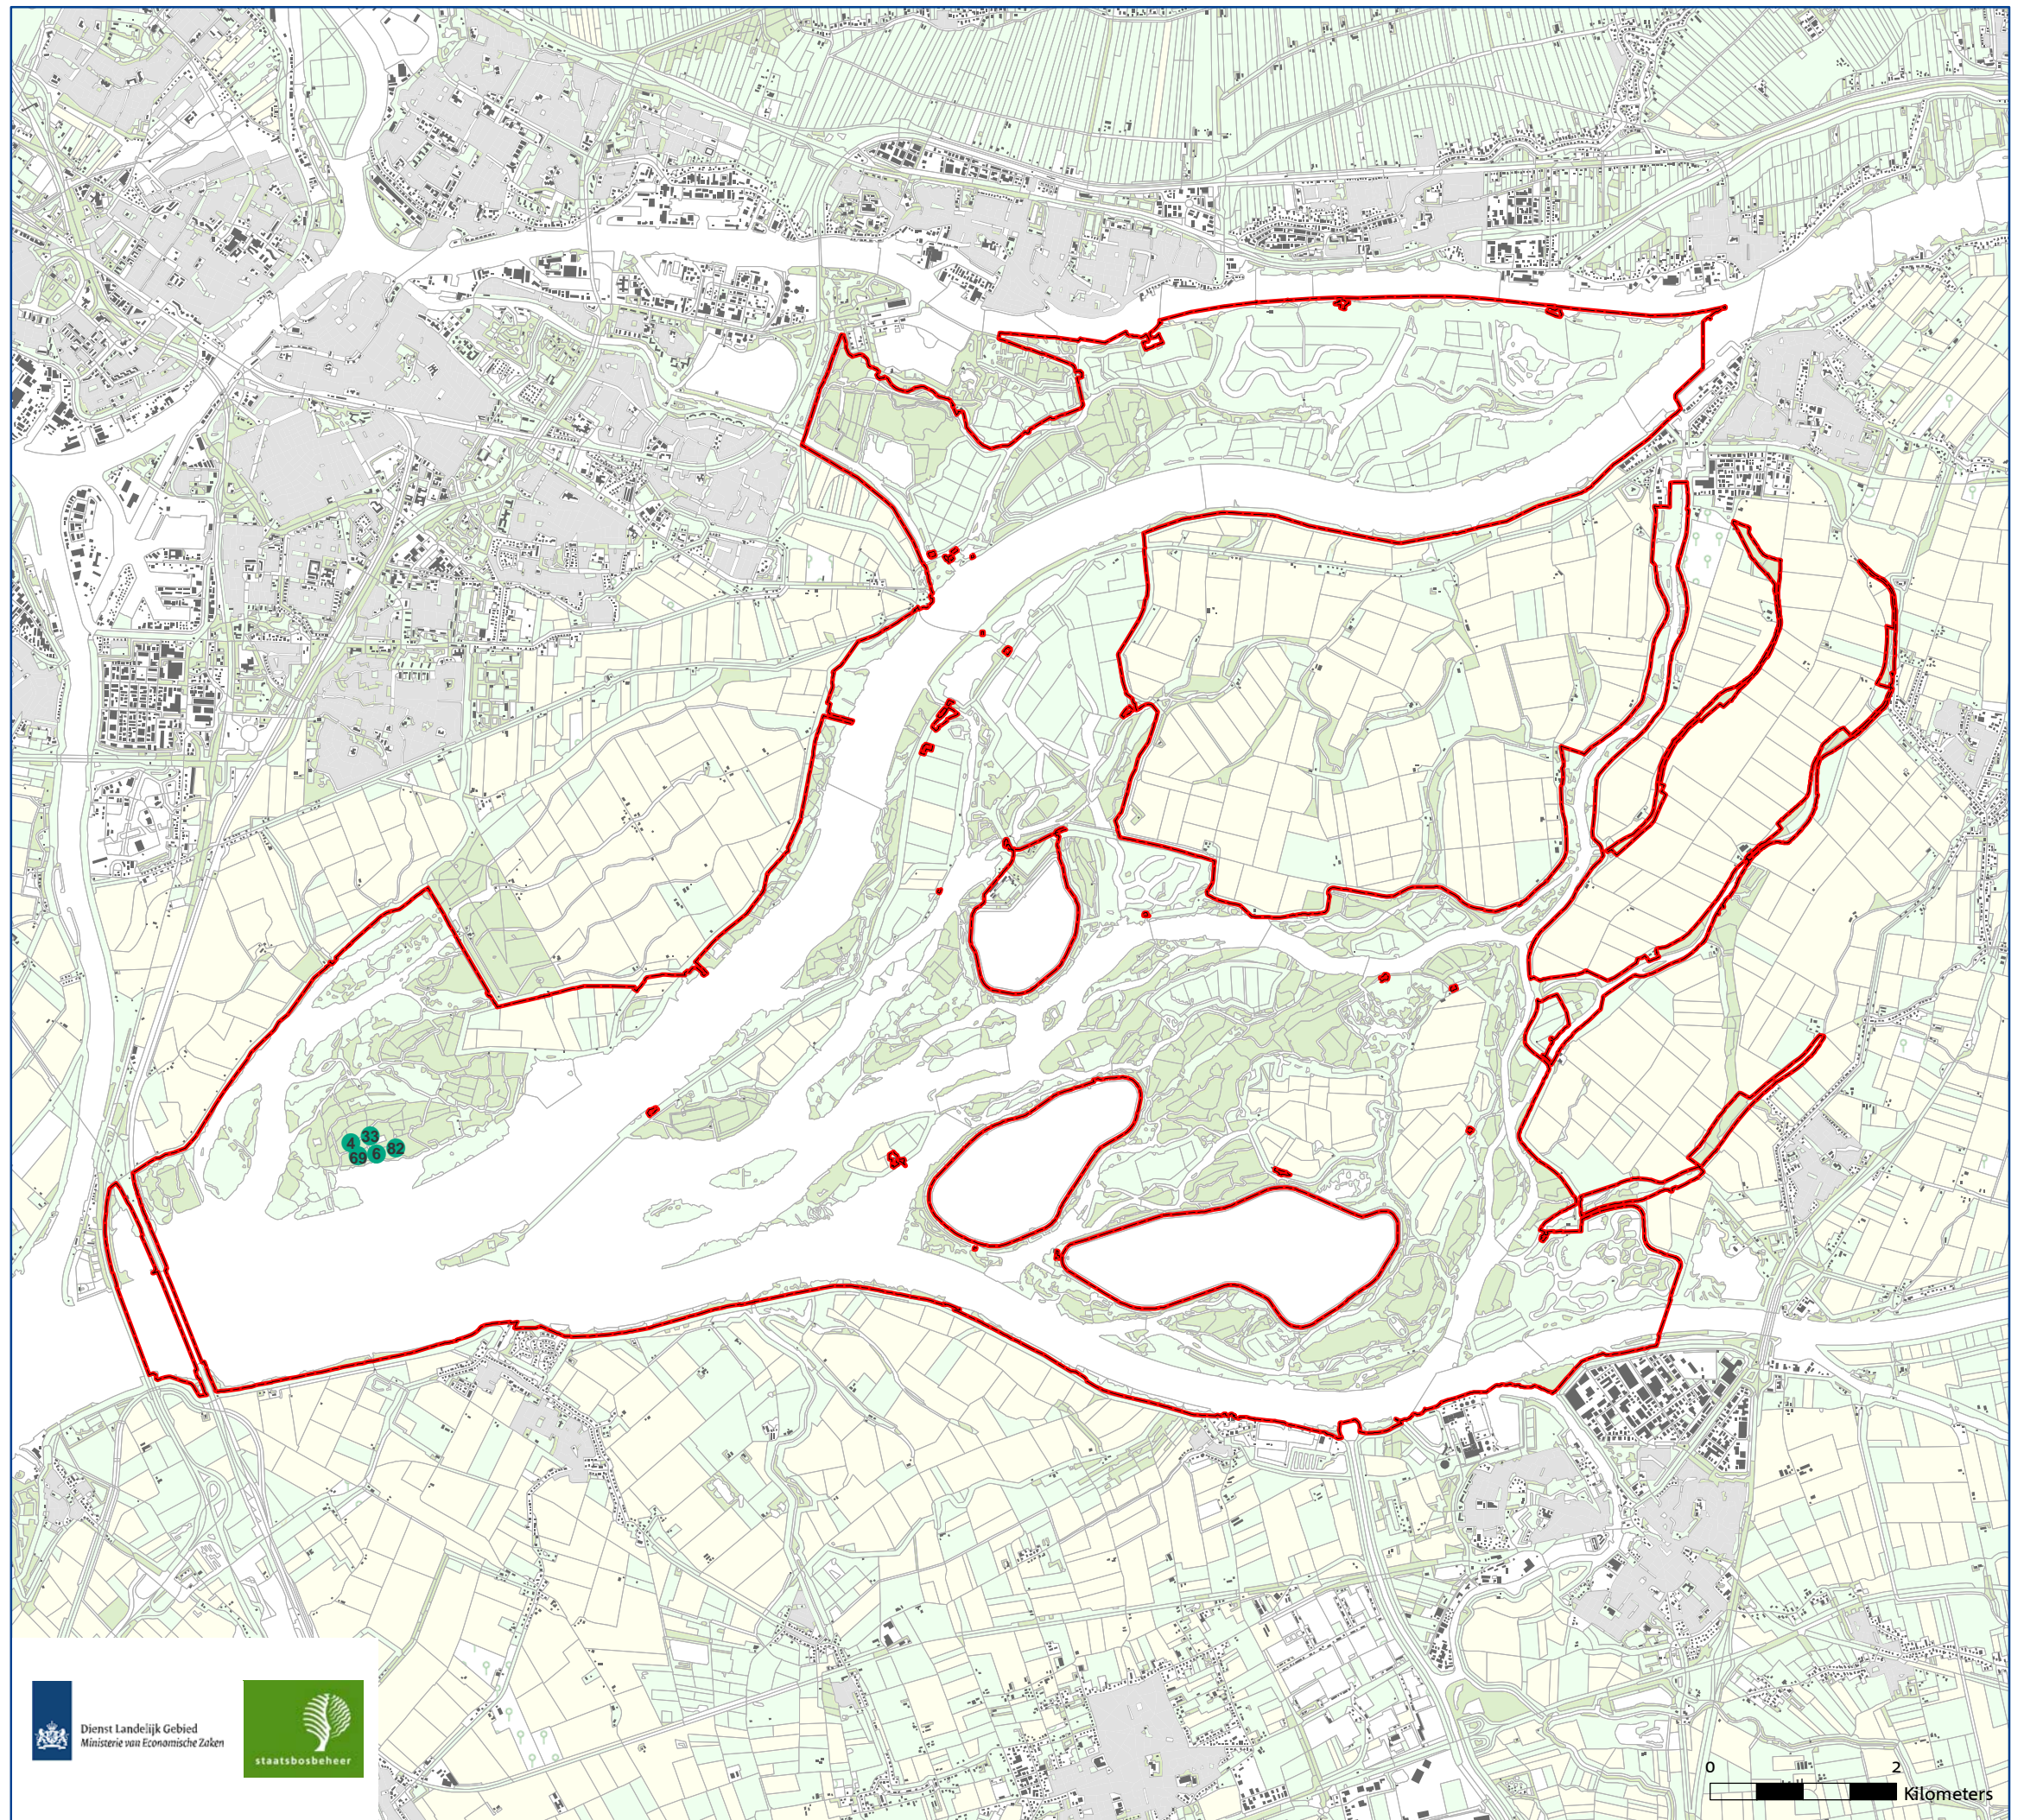 33
4
82
69
6
Dienst Landelijk Gebied
Ministerie van Economische Zaken
staatsbosbeheer
0 2
Kilometers